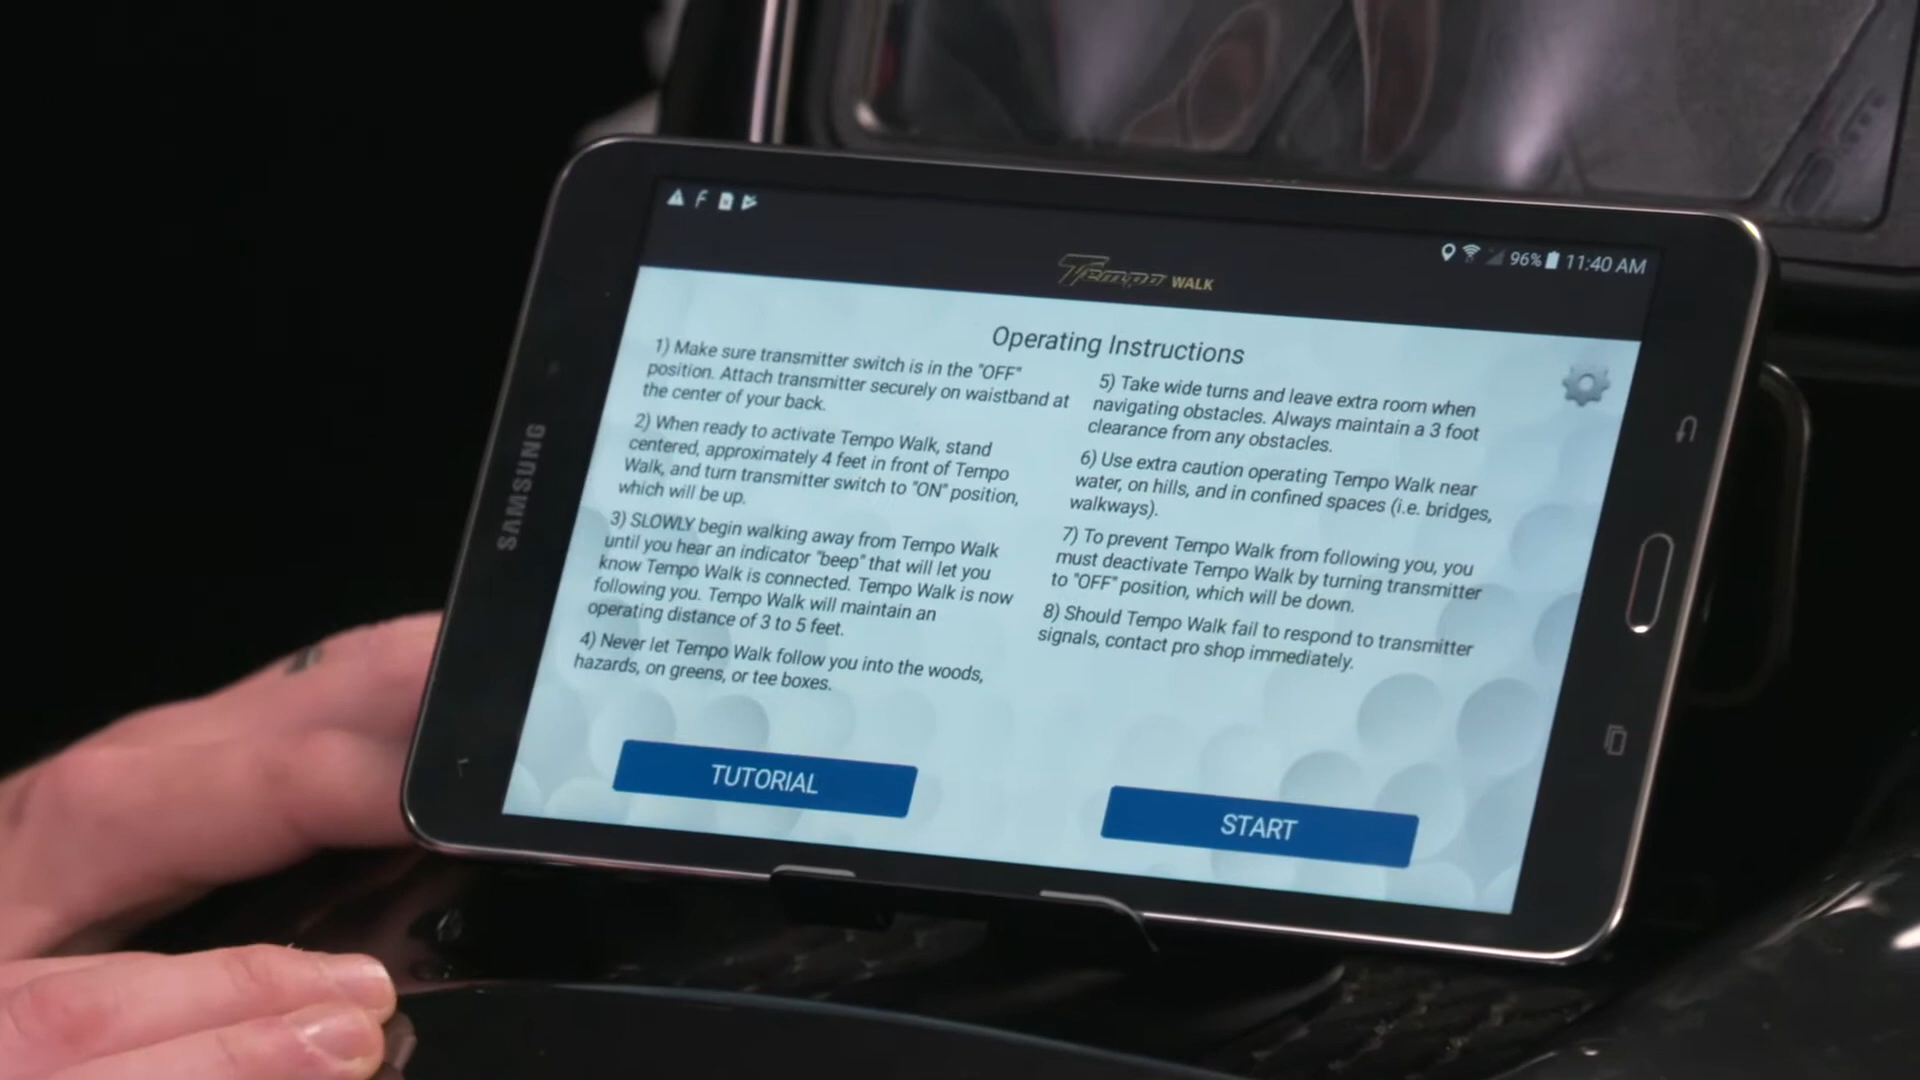 96% 11:40 AM
Tempo WALK
Operating Instructions
1) Make sure transmitter switch is in the "OFF"
position. Attach transmitter securely on waistband at
the center of your back.
2) When ready to activate Tempo Walk, stand
centered, approximately 4 feet in front of Tempo
Walk, and turn transmitter switch to "ON" position,
which will be up.
3) SLOWLY begin walking away from Tempo Walk
until you hear an indicator "beep" that will let you
know Tempo Walk is connected. Tempo Walk is now
following you. Tempo Walk will maintain an
operating distance of 3 to 5 feet.
4) Never let Tempo Walk follow you into the woods,
hazards, on greens, or tee boxes.
5) Take wide turns and leave extra room when
navigating obstacles. Always maintain a 3 foot
clearance from any obstacles.
6) Use extra caution operating Tempo Walk near
water, on hills, and in confined spaces (i.e. bridges,
walkways).
7) To prevent Tempo Walk from following you, you
must deactivate Tempo Walk by turning transmitter
to "OFF" position, which will be down.
8) Should Tempo Walk fail to respond to transmitter
signals, contact pro shop immediately.
TUTORIAL
START
SAMSUNG